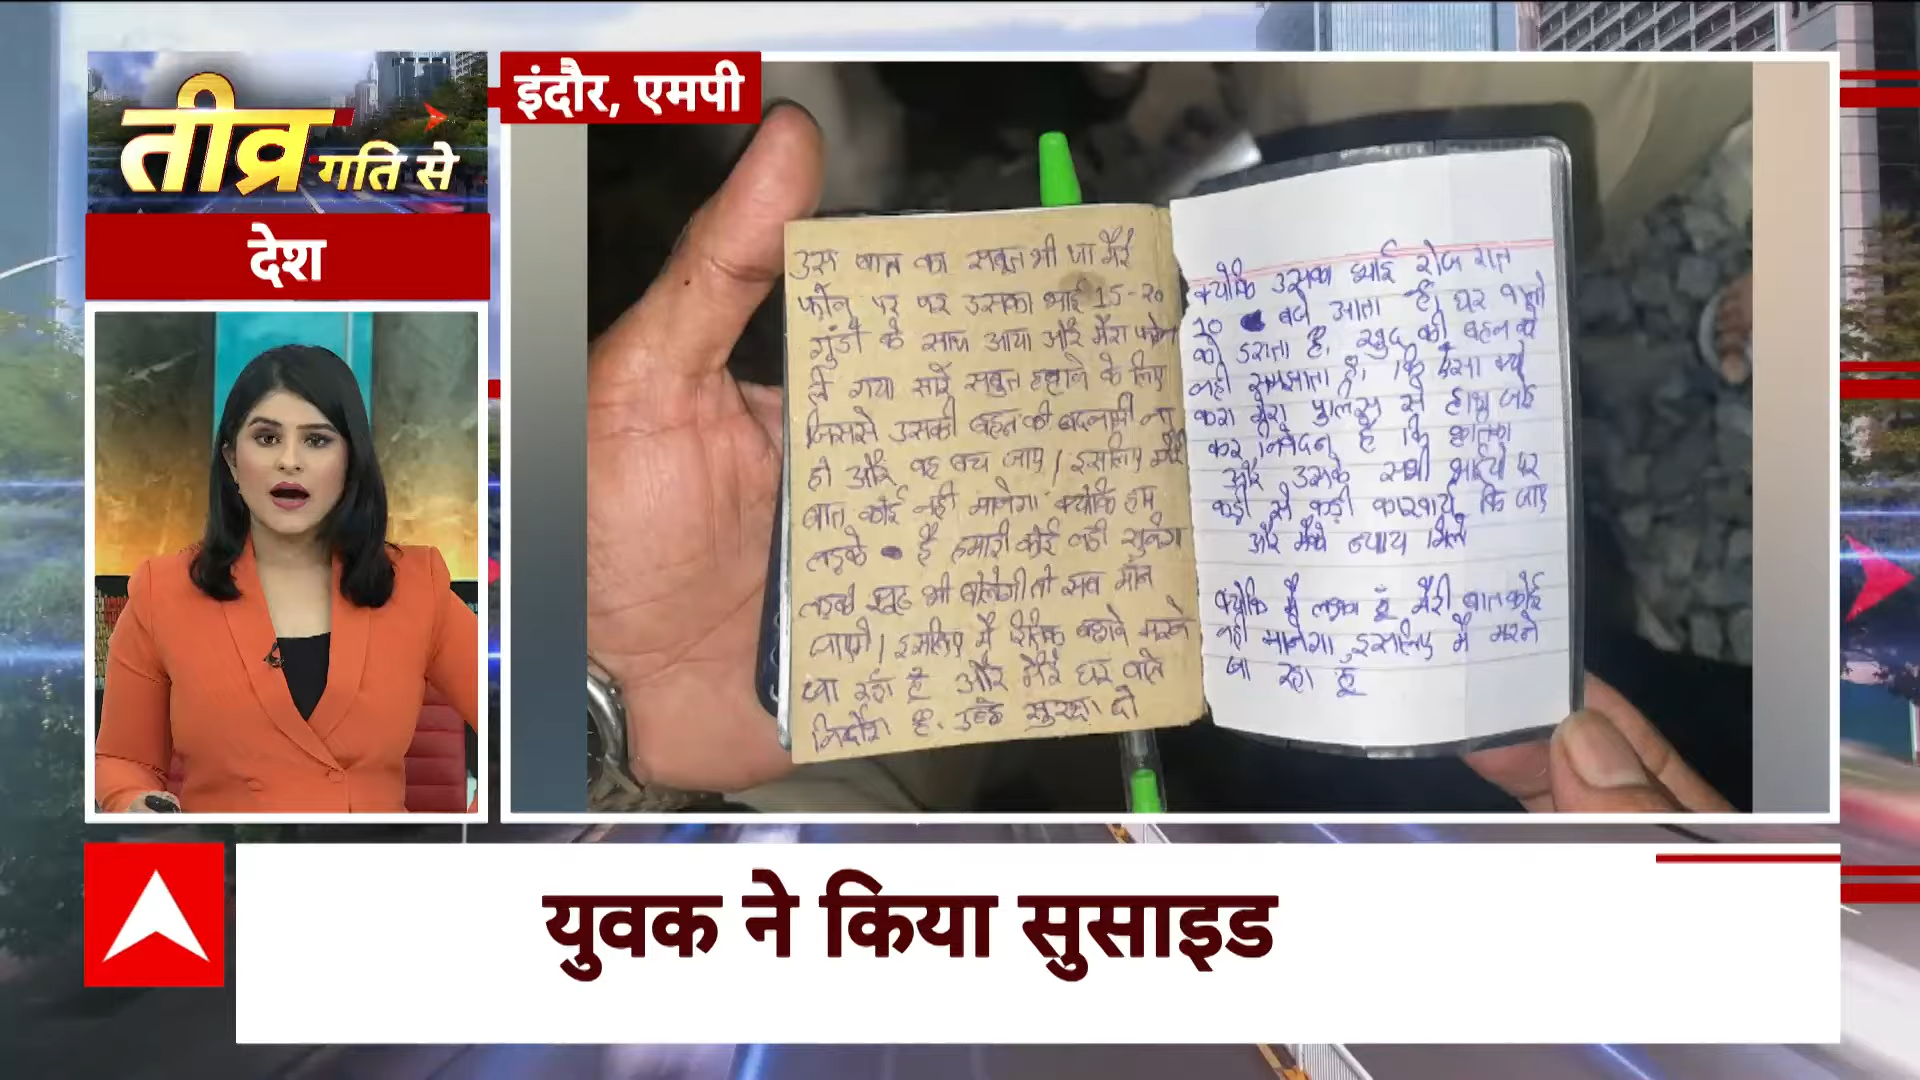 तीव्र
गति से
देश
इंदौर, एमपी
उस बात का सबूत भी था मेरे
फोन पर पर उसका भाई 15-20
गुंडों के साथ आया और मेरा फोन
ले गया सारे सबूत हटाने के लिए
जिससे उसकी बहन की बदनामी ना
हो और वह बच जाए। इसलिए मेरी
बात कोई नही मानेगा क्योंकि हम
लड़के है हमारी कोई नही सुनेगा
लड़की झूठ भी बोलेगी तो सब मान
जाएगे। इसलिए मैं मरने
जा रहा हूँ और मेरे घर वाले
निर्दोश है. उन्हे सुरक्षा दो
क्योकि उसका भाई रोज रात
10 बजे आता है। घर वालो
को डराता है. खुद की बहन को
नही समझाता है। कि ऐसा क्यो
करा मेरा पुलिस से हाथ जोड़
कर निवेदन है कि
और उसके सभी भाईयो पर
कड़ी से कड़ी कारवाये कि जाए
और मुझे न्याय मिले
क्योकि मैं लड़का हूं मेरी बात कोई
नही मानेगा इसलिए मैं मरने
जा रहा हूँ
युवक ने किया सुसाइड